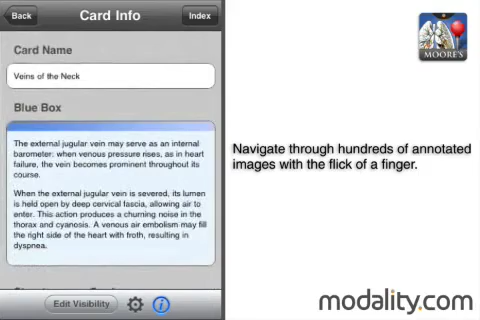 Back
Card Info
Index
Card Name
Veins of the Neck
Blue Box
The external jugular vein may serve as an internal
barometer: when venous pressure rises, as in heart
failure, the vein becomes prominent throughout its
course.
When the external jugular vein is severed, its lumen
is held open by deep cervical fascia, allowing air to
enter. This action produces a churning noise in the
thorax and cyanosis. A venous air embolism may fill
the right side of the heart with froth, resulting in
dyspnea.
Edit Visibility
MOORE'S
Navigate through hundreds of annotated
images with the flick of a finger.
modality.com